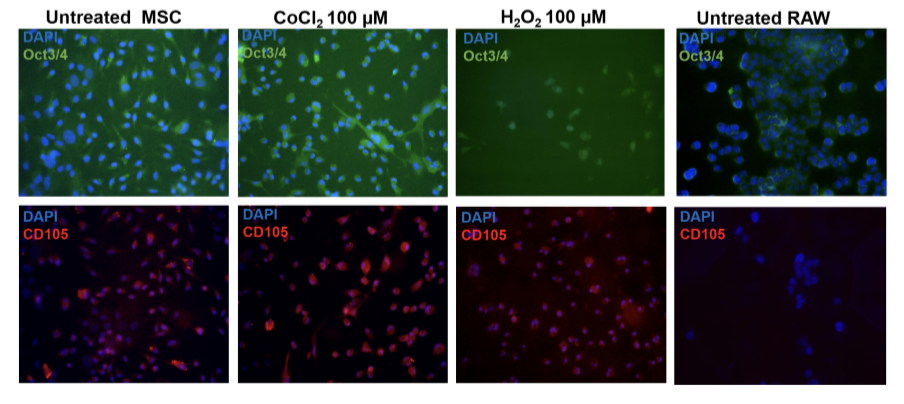 Untreated MSC
CoCl₂ 100 µM
H₂O₂ 100 µM
Untreated RAW
DAPI
Oct3/4
DAPI
Oct3/4
DAPI
Oct3/4
DAPI
Oct3/4
DAPI
CD105
DAPI
CD105
DAPI
CD105
DAPI
CD105